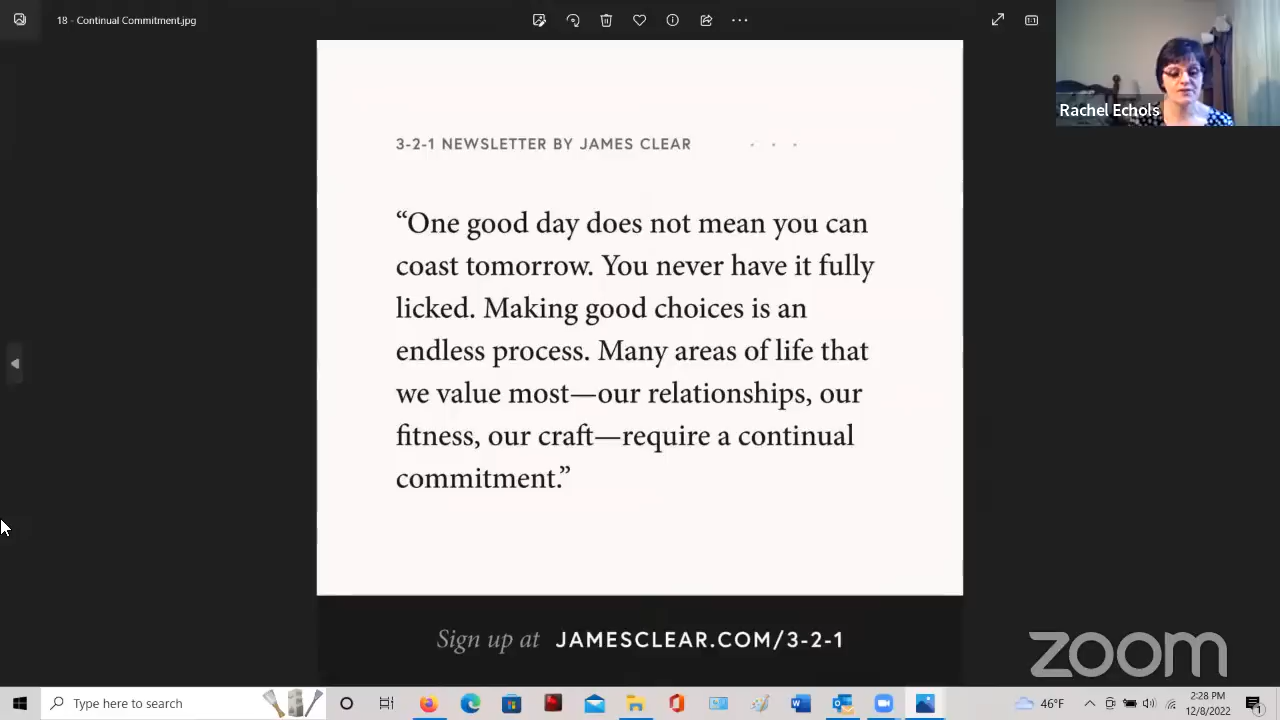 18 - Continual Commitment.jpg
Rachel Echols
3-2-1 NEWSLETTER BY JAMES CLEAR
“One good day does not mean you can
coast tomorrow. You never have it fully
licked. Making good choices is an
endless process. Many areas of life that
we value most—our relationships, our
fitness, our craft—require a continual
commitment.”
Sign up at JAMESCLEAR.COM/3-2-1
zoom
Type here to search
46°F
2:28 PM
12/8/2022